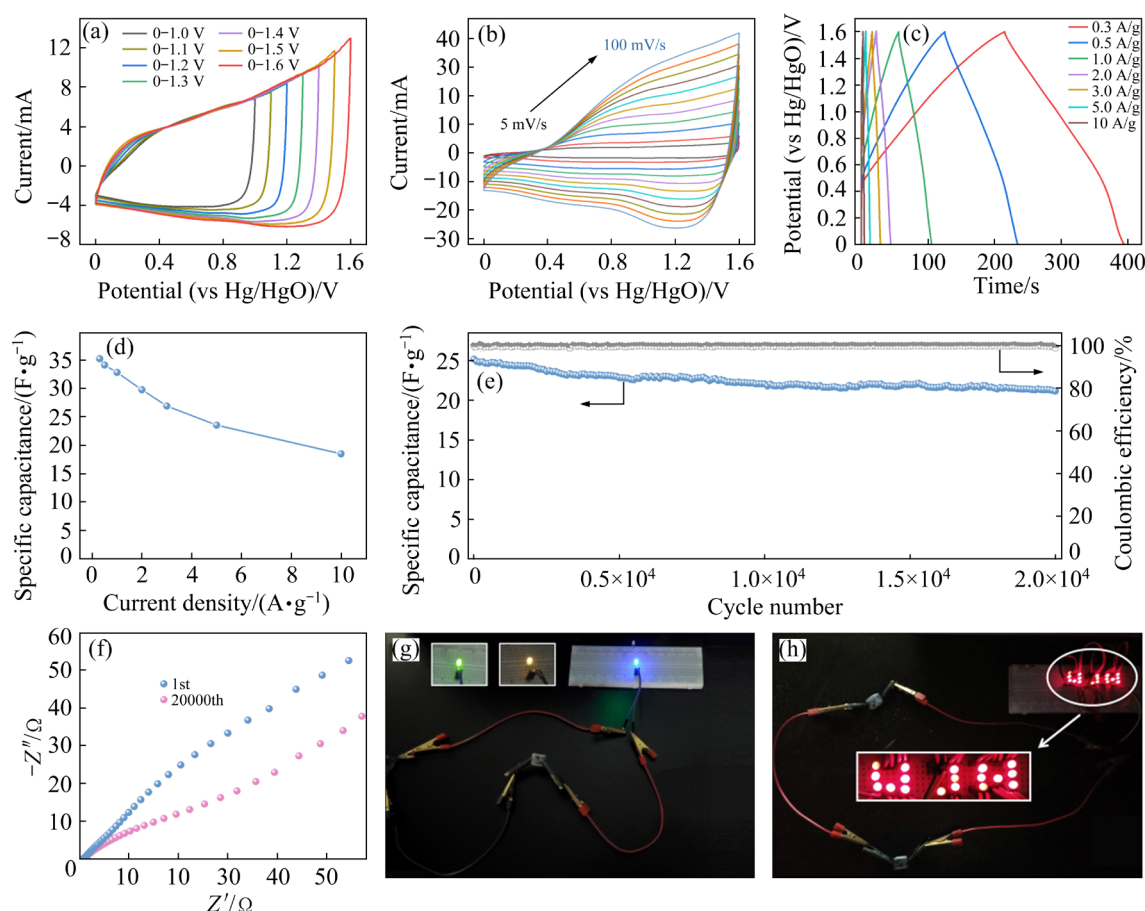 (a)
0−1.0 V
0−1.1 V
0−1.2 V
0−1.3 V
0−1.4 V
0−1.5 V
0−1.6 V
Current/mA
12
8
4
0
−4
−8
0
0.4
0.8
1.2
1.6
Potential (vs Hg/HgO)/V
(b)
100 mV/s
5 mV/s
Current/mA
40
30
20
10
0
−10
−20
−30
0
0.4
0.8
1.2
1.6
Potential (vs Hg/HgO)/V
(c)
0.3 A/g
0.5 A/g
1.0 A/g
2.0 A/g
3.0 A/g
5.0 A/g
10 A/g
Potential (vs Hg/HgO)/V
1.6
1.4
1.2
1.0
0.8
0.6
0.4
0.2
0
0
100
200
300
400
Time/s
(d)
Specific capacitance/(F•g⁻¹)
35
30
25
20
15
10
5
0
0
2
4
6
8
10
Current density/(A•g⁻¹)
(e)
Specific capacitance/(F•g⁻¹)
25
20
15
10
5
0
100
80
60
40
20
0
Coulombic efficiency/%
0
0.5×10⁴
1.0×10⁴
1.5×10⁴
2.0×10⁴
Cycle number
(f)
1st
20000th
−Z″/Ω
60
50
40
30
20
10
0
10
10
30
40
50
Z′/Ω
(g)
(h)